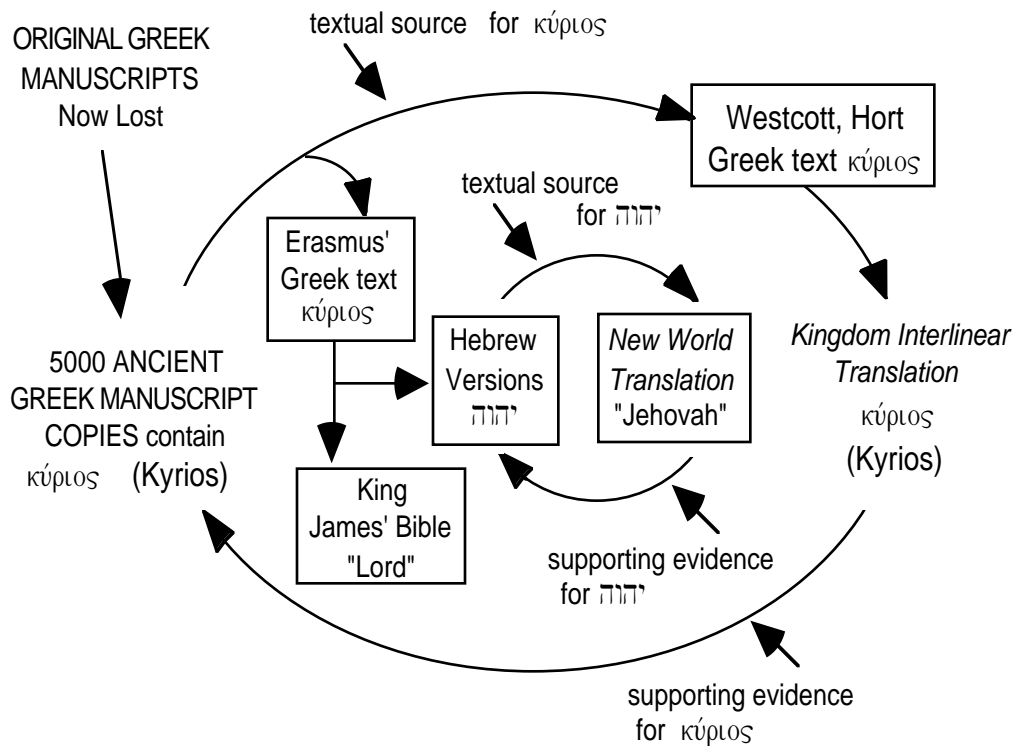 ORIGINAL GREEK
MANUSCRIPTS
Now Lost
textual source for κύριος
Westcott, Hort
Greek text κύριος
textual source
for יהוה
Erasmus'
Greek text
κύριος
Hebrew
Versions
יהוה
New World
Translation
"Jehovah"
Kingdom Interlinear
Translation
κύριος
(Kyrios)
5000 ANCIENT
GREEK MANUSCRIPT
COPIES contain
κύριος (Kyrios)
King
James' Bible
"Lord"
supporting evidence
for יהוה
supporting evidence
for κύριος